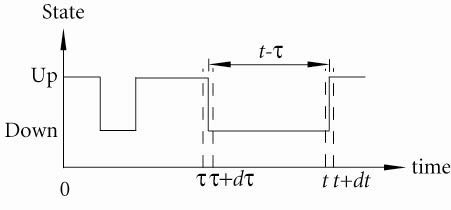 State
t-τ
Up
Down
time
0
τ τ+dτ
t t+dt